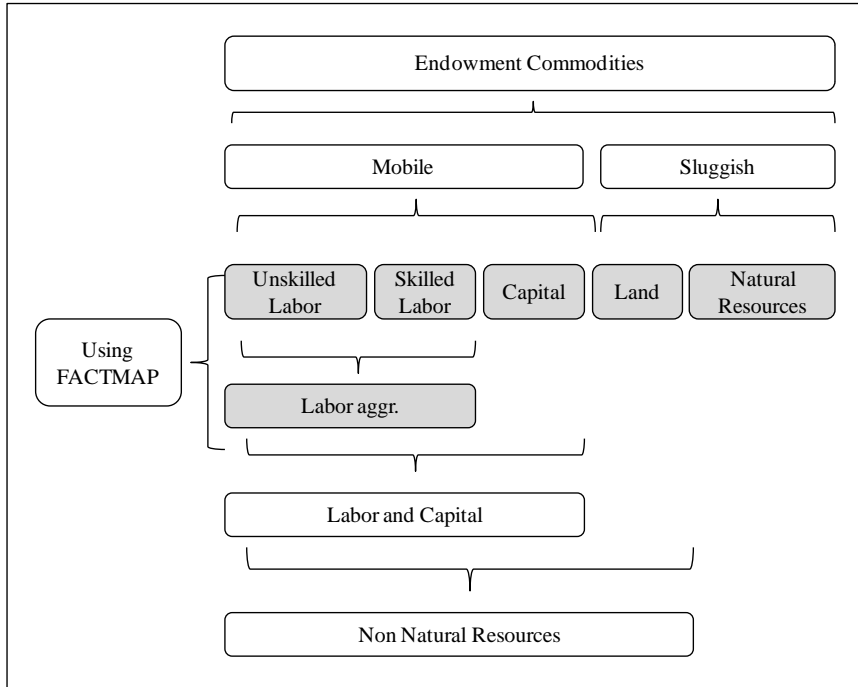 Endowment Commodities
Mobile
Sluggish
Unskilled
Labor
Skilled
Labor
Capital
Land
Natural
Resources
Using
FACTMAP
Labor aggr.
Labor and Capital
Non Natural Resources